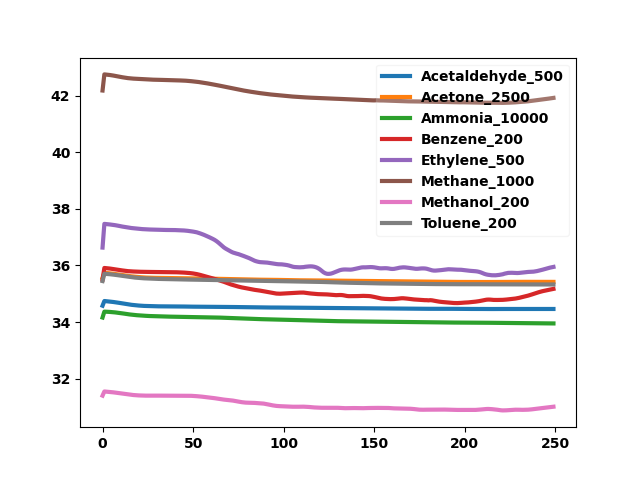 42
40
38
36
34
32
0
50
100
150
200
250
Acetaldehyde_500
Acetone_2500
Ammonia_10000
Benzene_200
Ethylene_500
Methane_1000
Methanol_200
Toluene_200